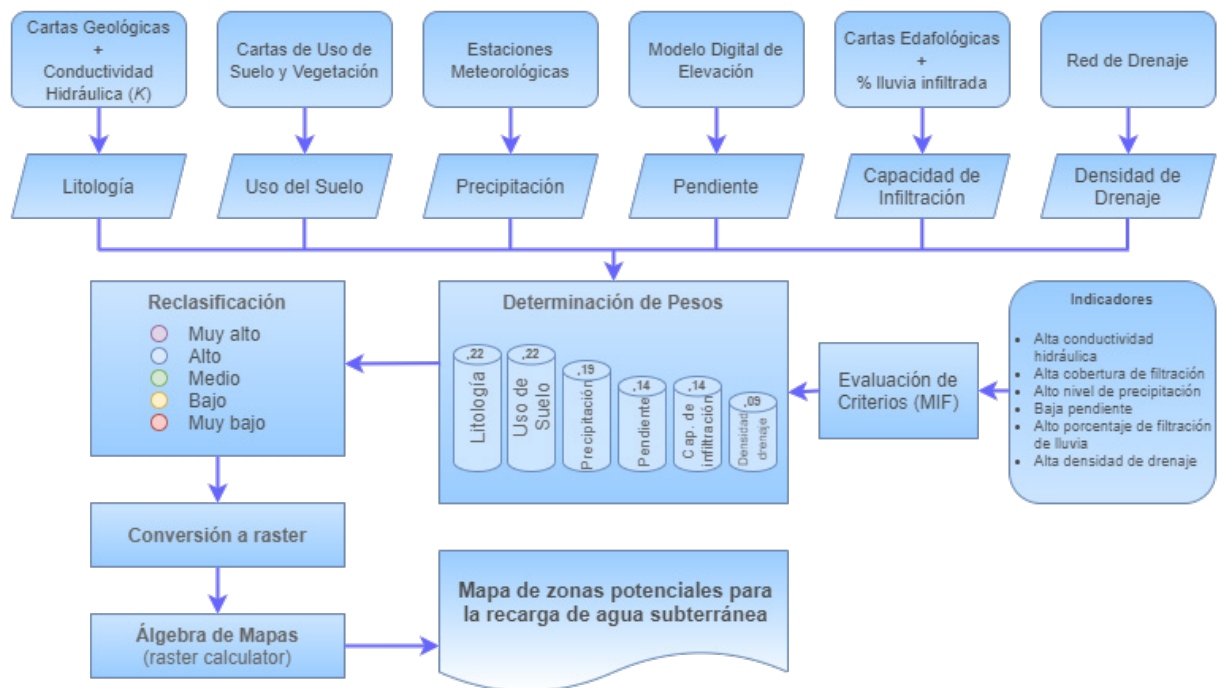 Cartas Geológicas
+
Conductividad
Hidráulica (K)
Cartas de Uso de
Suelo y Vegetación
Estaciones
Meteorológicas
Modelo Digital de
Elevación
Cartas Edafológicas
+
% lluvia infiltrada
Red de Drenaje
Litología
Uso del Suelo
Precipitación
Pendiente
Capacidad de
Infiltración
Densidad de
Drenaje
Reclasificación
Muy alto
Alto
Medio
Bajo
Muy bajo
Determinación de Pesos
,22
Litología
,22
Uso de
Suelo
,19
Precipitación
,14
Pendiente
,14
Cap. de
infiltración
,09
Densidad
drenaje
Evaluación de
Criterios (MIF)
Indicadores
• Alta conductividad
hidráulica
• Alta cobertura de filtración
• Alto nivel de precipitación
• Baja pendiente
• Alto porcentaje de filtración
de lluvia
• Alta densidad de drenaje
Conversión a raster
Álgebra de Mapas
(raster calculator)
Mapa de zonas potenciales para
la recarga de agua subterránea